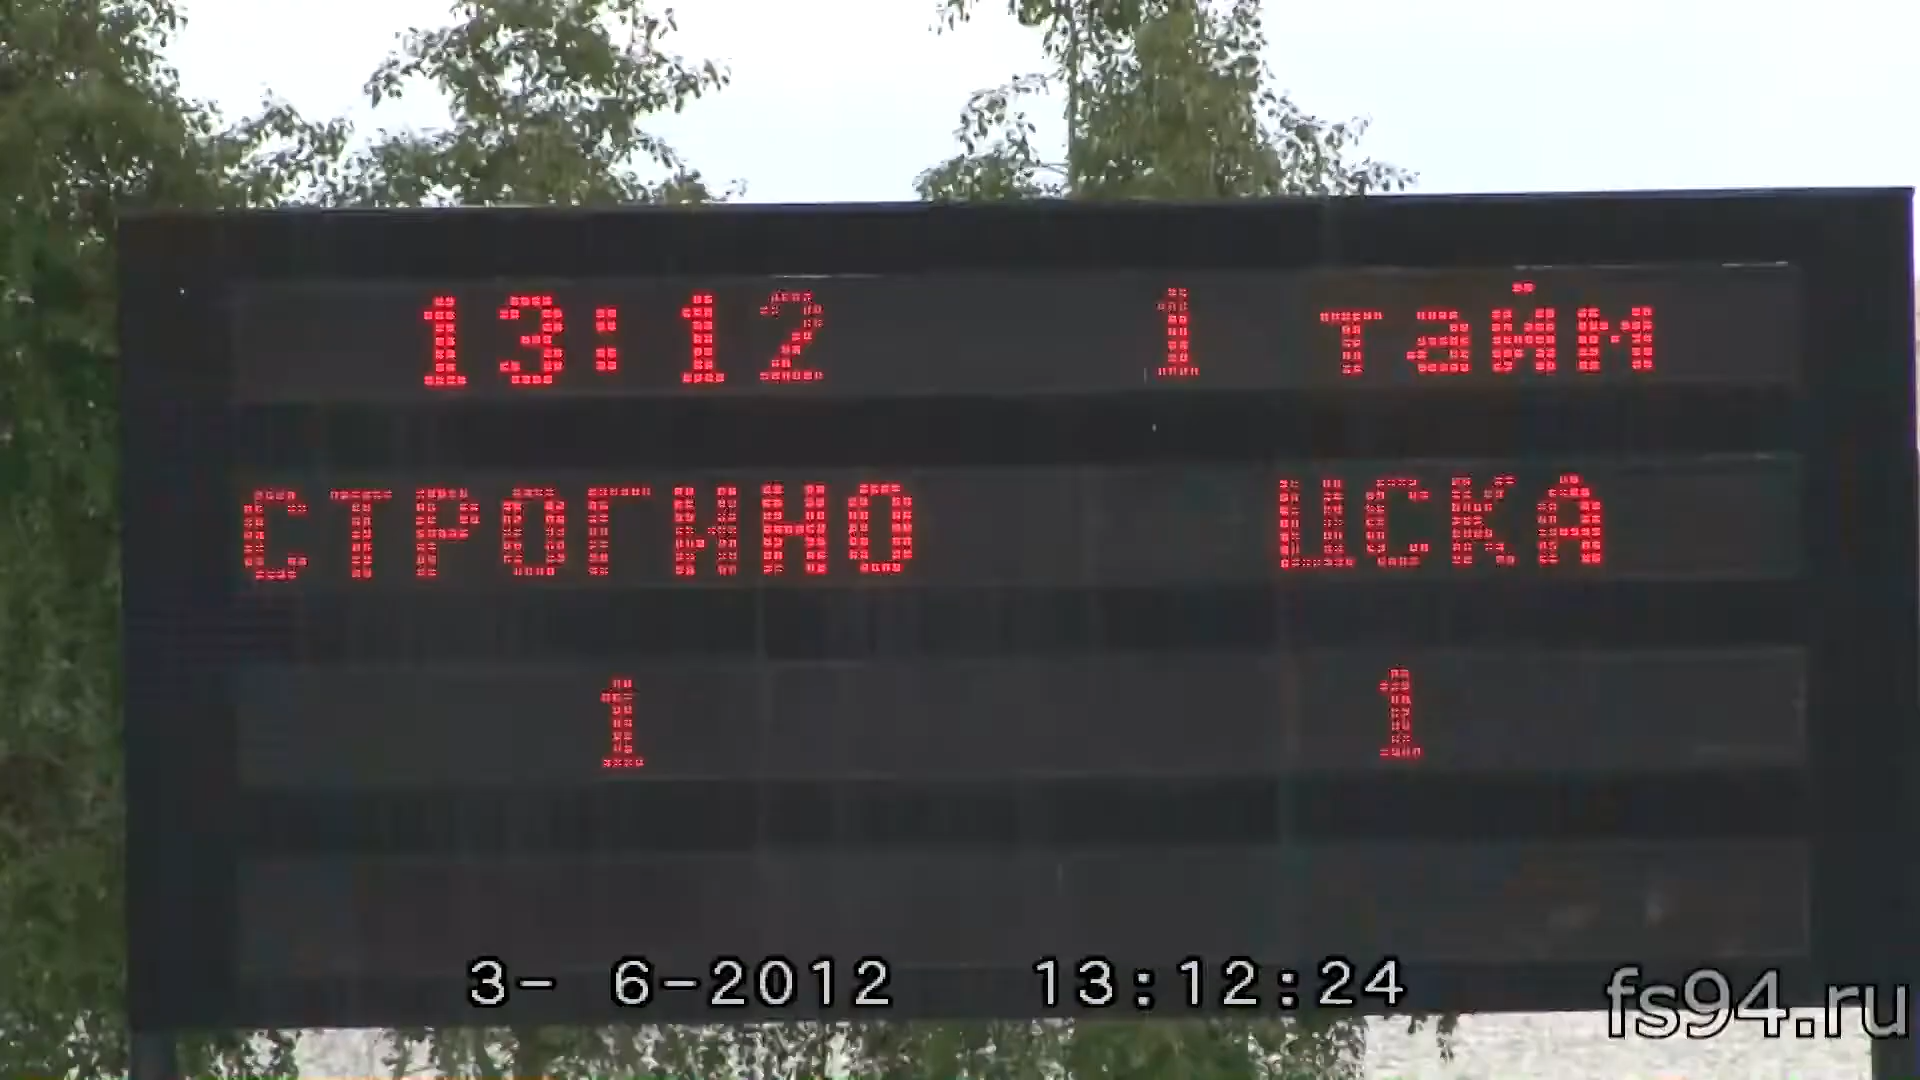 13:12 1 тайм
СТРОГИНО ЦСКА
1 1
3- 6-2012 13:12:24
fs94.ru